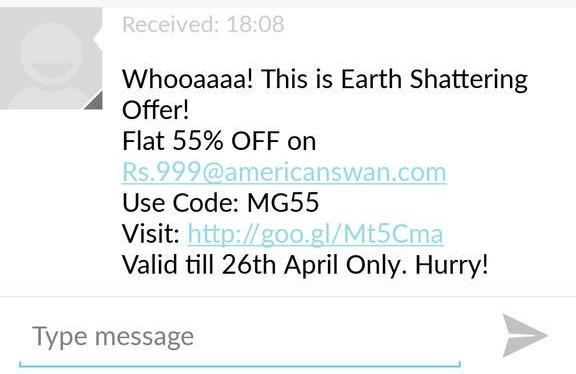 Received: 18:08
Whooaaaa! This is Earth Shattering
Offer!
Flat 55% OFF on
Rs.999@americanswan.com
Use Code: MG55
Visit: http://goo.gl/Mt5Cma
Valid till 26th April Only. Hurry!
Type message